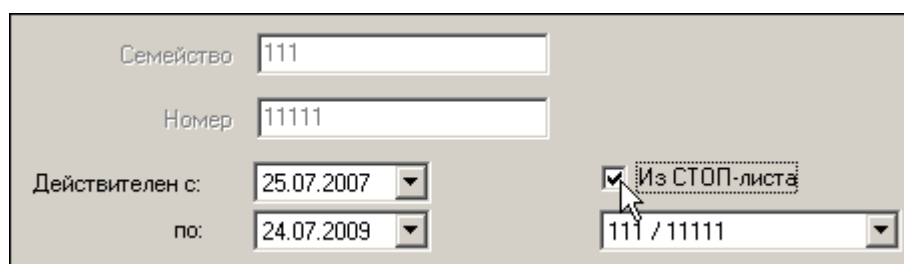 Семейство 111
Номер 11111
Действителен с: 25.07.2007 Из СТОП-листа
по: 24.07.2009 111 / 11111